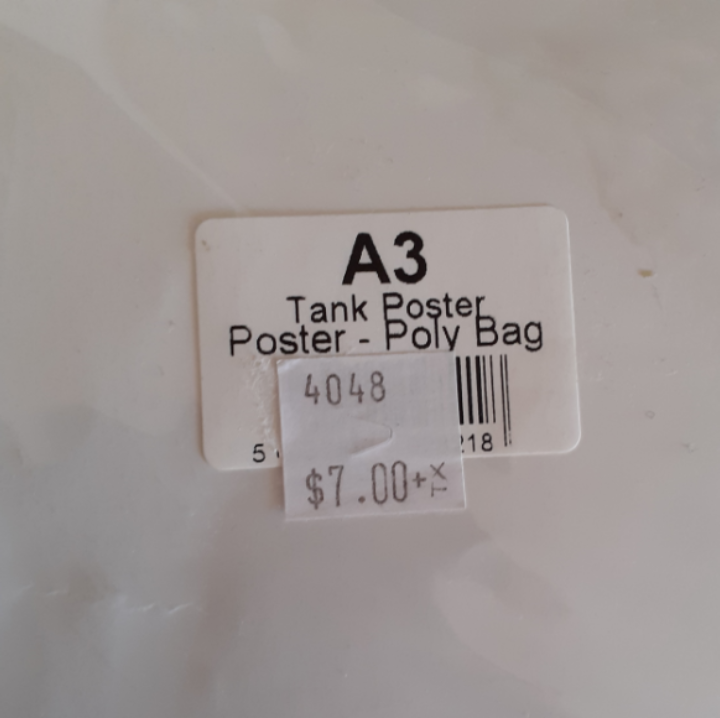 A3
Tank Poster
Poster - Poly Bag
4048
5 218
$7.00+TX